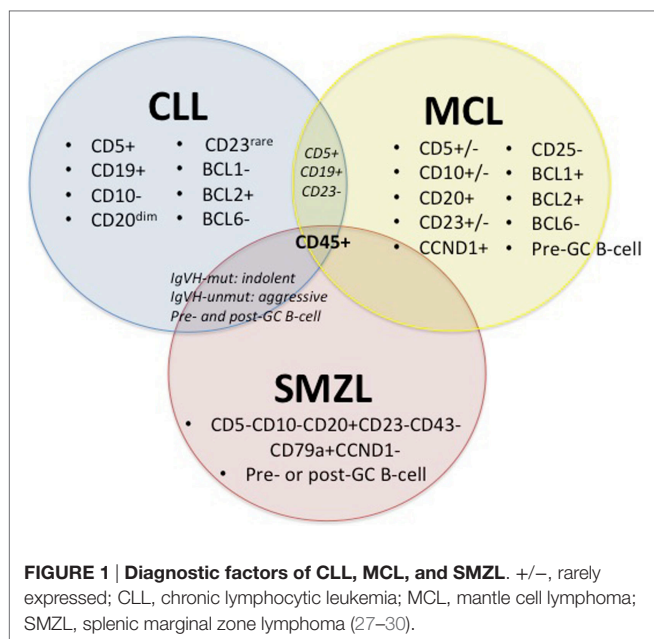 CLL
• CD5+
• CD19+
• CD10-
• CD20dim
• CD23rare
• BCL1-
• BCL2+
• BCL6-
CD5+
CD19+
CD23-
MCL
• CD5+/-
• CD10+/-
• CD20+
• CD23+/-
• CCND1+
• CD25-
• BCL1+
• BCL2+
• BCL6-
• Pre-GC B-cell
CD45+
IgVH-mut: indolent
IgVH-unmut: aggressive
Pre- and post-GC B-cell
SMZL
• CD5-CD10-CD20+CD23-CD43-
CD79a+CCND1-
• Pre- or post-GC B-cell
FIGURE 1 | Diagnostic factors of CLL, MCL, and SMZL. +/−, rarely
expressed; CLL, chronic lymphocytic leukemia; MCL, mantle cell lymphoma;
SMZL, splenic marginal zone lymphoma (27–30).